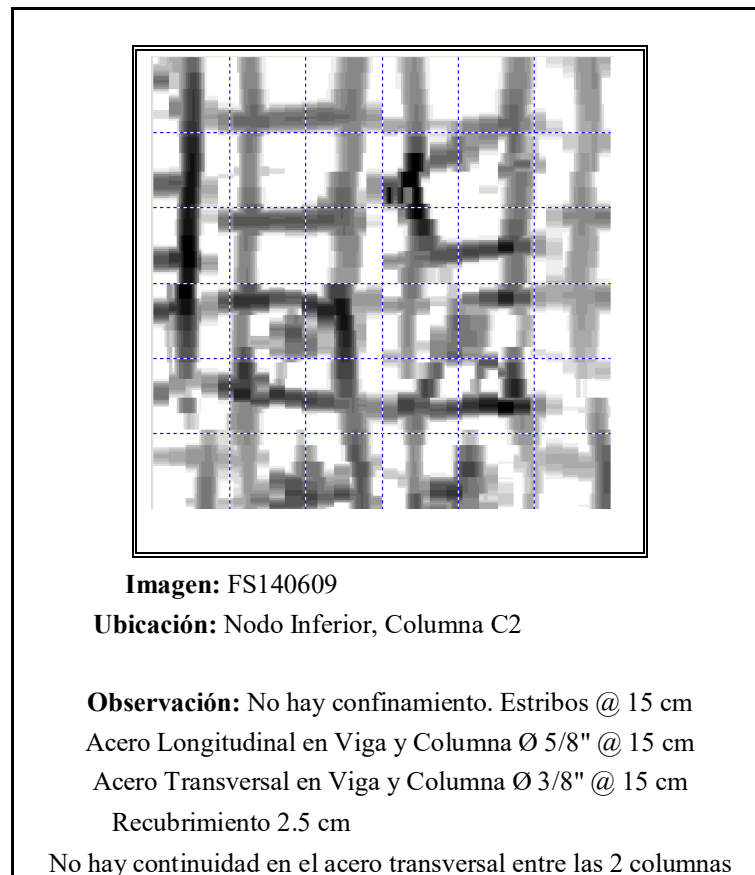 Imagen: FS140609
Ubicación: Nodo Inferior, Columna C2
Observación: No hay confinamiento. Estribos @ 15 cm
Acero Longitudinal en Viga y Columna Ø 5/8" @ 15 cm
Acero Transversal en Viga y Columna Ø 3/8" @ 15 cm
Recubrimiento 2.5 cm
No hay continuidad en el acero transversal entre las 2 columnas